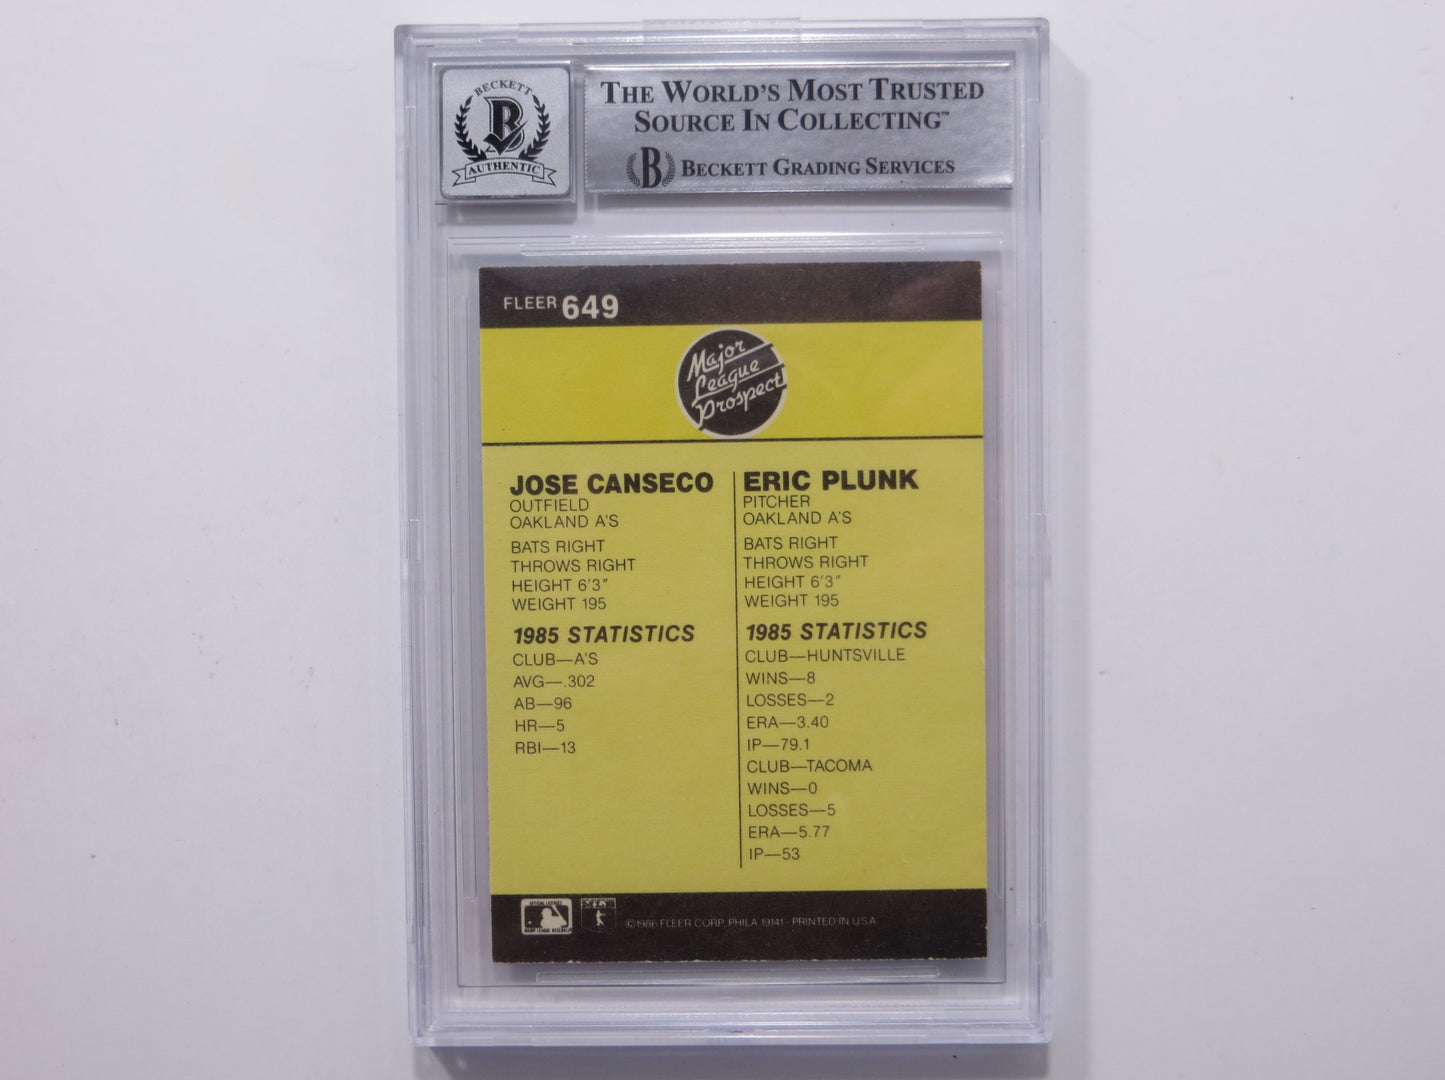 BECKETT
B
AUTHENTIC
THE WORLD'S MOST TRUSTED
SOURCE IN COLLECTING™
B BECKETT GRADING SERVICES
FLEER 649
Major
League
Prospect
JOSE CANSECO
OUTFIELD
OAKLAND A'S
BATS RIGHT
THROWS RIGHT
HEIGHT 6'3"
WEIGHT 195
1985 STATISTICS
CLUB—A'S
AVG—.302
AB—96
HR—5
RBI—13
ERIC PLUNK
PITCHER
OAKLAND A'S
BATS RIGHT
THROWS RIGHT
HEIGHT 6'3"
WEIGHT 195
1985 STATISTICS
CLUB—HUNTSVILLE
WINS—8
LOSSES—2
ERA—3.40
IP—79.1
CLUB—TACOMA
WINS—0
LOSSES—5
ERA—5.77
IP—53
©1986 FLEER CORP. PHILA. 19141 - PRINTED IN U.S.A.